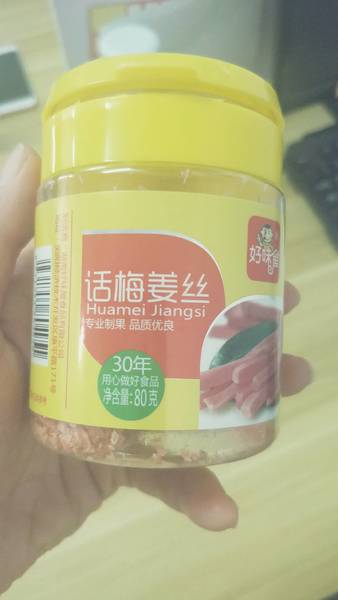 好味
话梅姜丝
Huamei Jiangsi
专业制果 品质优良
30年
用心做好食品
净含量:80克